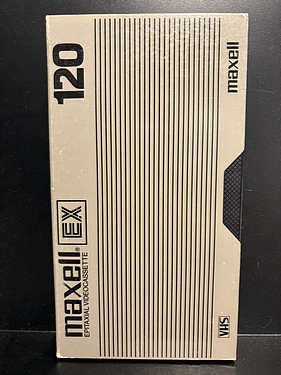 maxell® EX 120
EPITAXIAL VIDEOCASSETTE
maxell
VHS